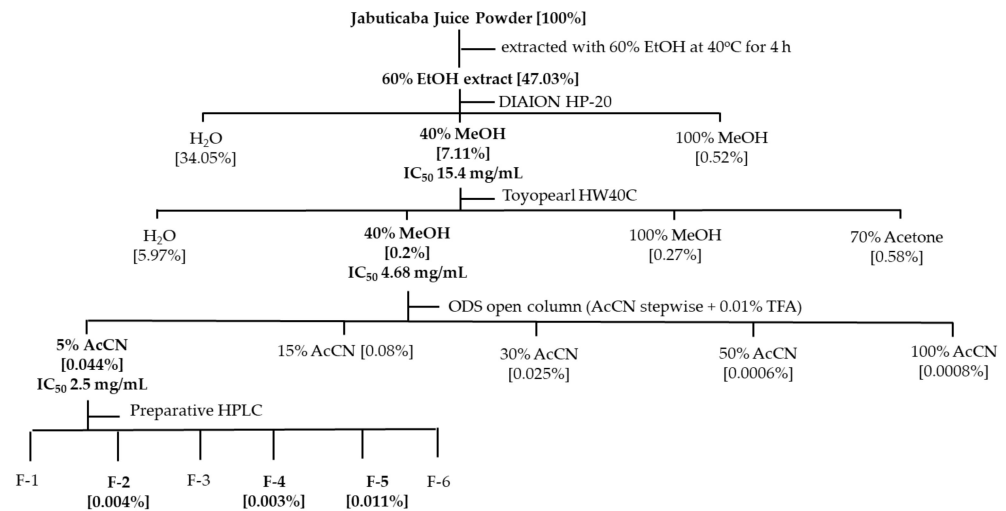 Jabuticaba Juice Powder [100%]
extracted with 60% EtOH at 40°C for 4 h
60% EtOH extract [47.03%]
DIAION HP-20
H₂O
[34.05%]
40% MeOH
[7.11%]
IC₅₀ 15.4 mg/mL
100% MeOH
[0.52%]
Toyopearl HW40C
H₂O
[5.97%]
40% MeOH
[0.2%]
IC₅₀ 4.68 mg/mL
100% MeOH
[0.27%]
70% Acetone
[0.58%]
ODS open column (AcCN stepwise + 0.01% TFA)
5% AcCN
[0.044%]
IC₅₀ 2.5 mg/mL
15% AcCN [0.08%]
30% AcCN
[0.025%]
50% AcCN
[0.0006%]
100% AcCN
[0.0008%]
Preparative HPLC
F-1
F-2
[0.004%]
F-3
F-4
[0.003%]
F-5
[0.011%]
F-6